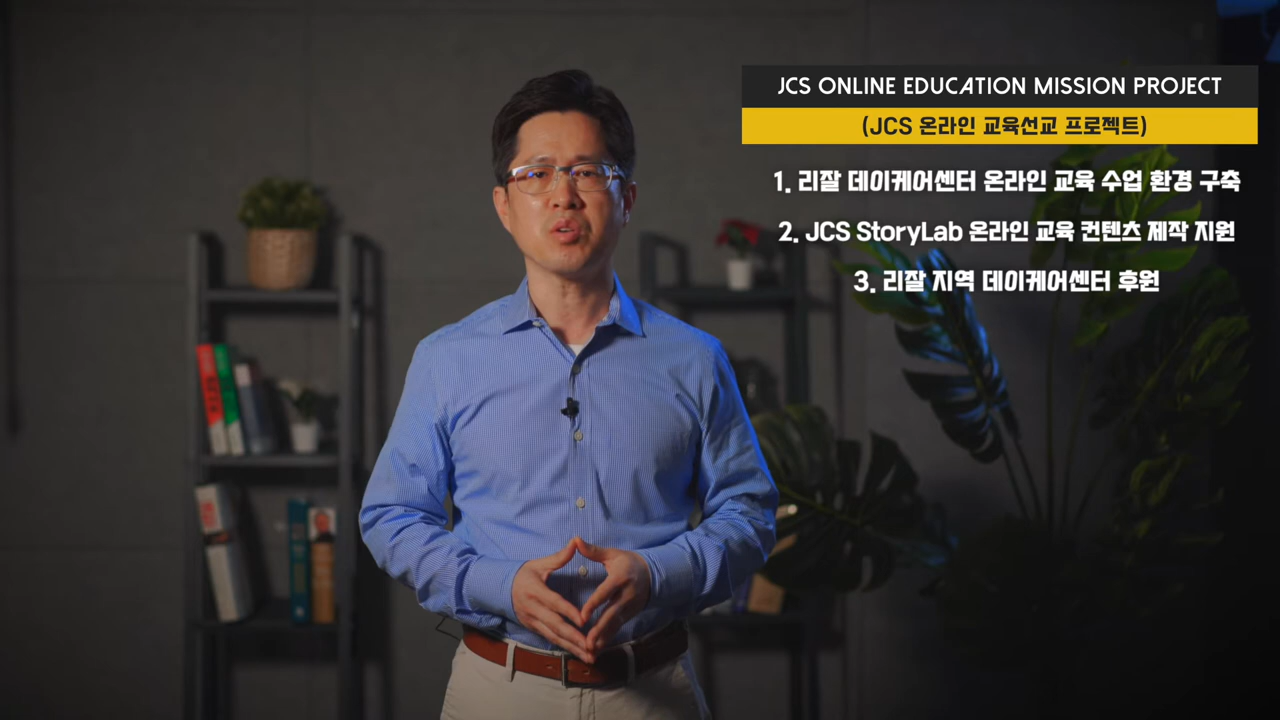 JCS ONLINE EDUCATION MISSION PROJECT
(JCS 온라인 교육선교 프로젝트)
1. 리잘 데이케어센터 온라인 교육 수업 환경 구축
2. JCS StoryLab 온라인 교육 컨텐츠 제작 지원
3. 리잘 지역 데이케어센터 후원